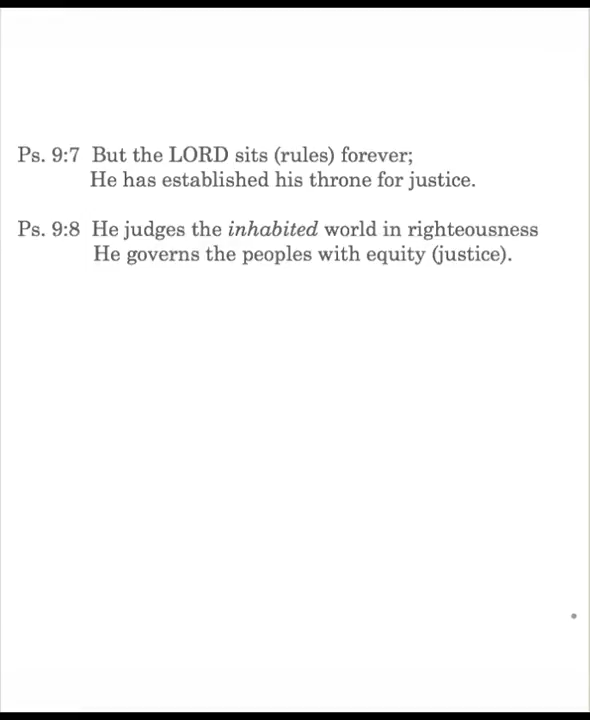 Ps. 9:7 But the LORD sits (rules) forever;
He has established his throne for justice.
Ps. 9:8 He judges the inhabited world in righteousness
He governs the peoples with equity (justice).